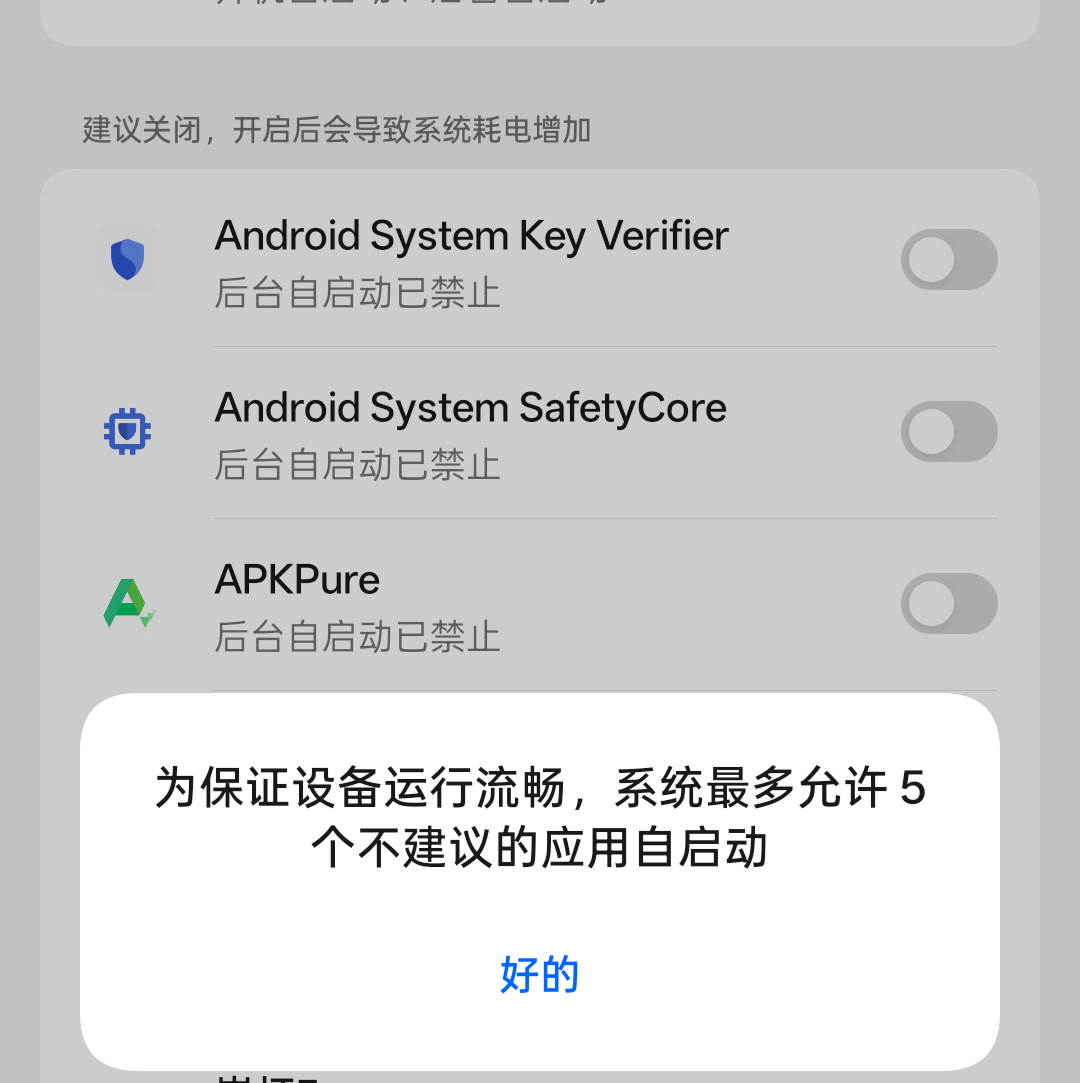 建议关闭，开启后会导致系统耗电增加
Android System Key Verifier
后台自启动已禁止
Android System SafetyCore
后台自启动已禁止
APKPure
后台自启动已禁止
为保证设备运行流畅，系统最多允许 5
个不建议的应用自启动
好的